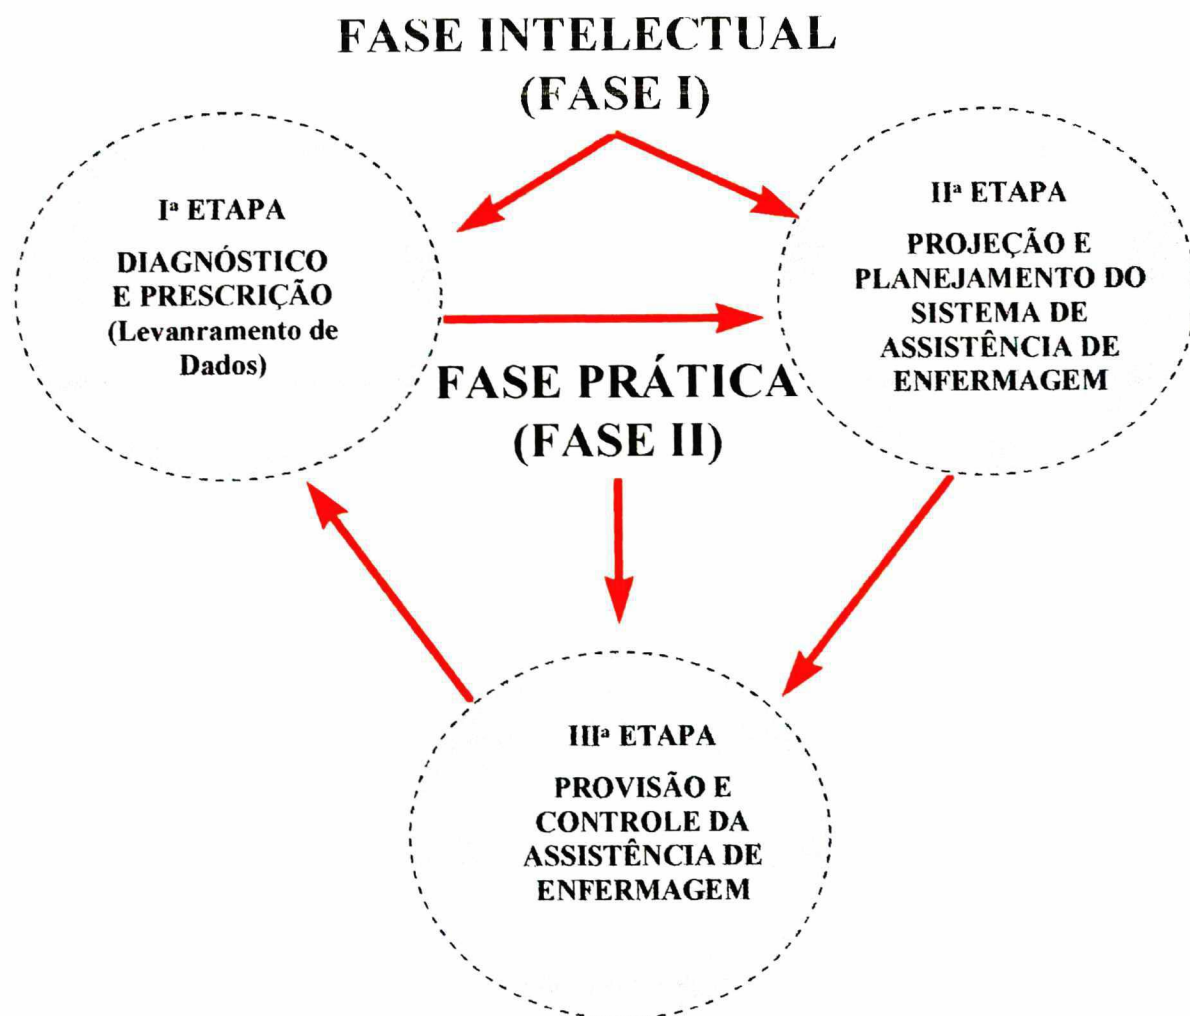 FASE INTELECTUAL
(FASE I)
Iª ETAPA
DIAGNÓSTICO
E PRESCRIÇÃO
(Levanramento de
Dados)
IIª ETAPA
PROJEÇÃO E
PLANEJAMENTO DO
SISTEMA DE
ASSISTÊNCIA DE
ENFERMAGEM
FASE PRÁTICA
(FASE II)
IIIª ETAPA
PROVISÃO E
CONTROLE DA
ASSISTÊNCIA DE
ENFERMAGEM